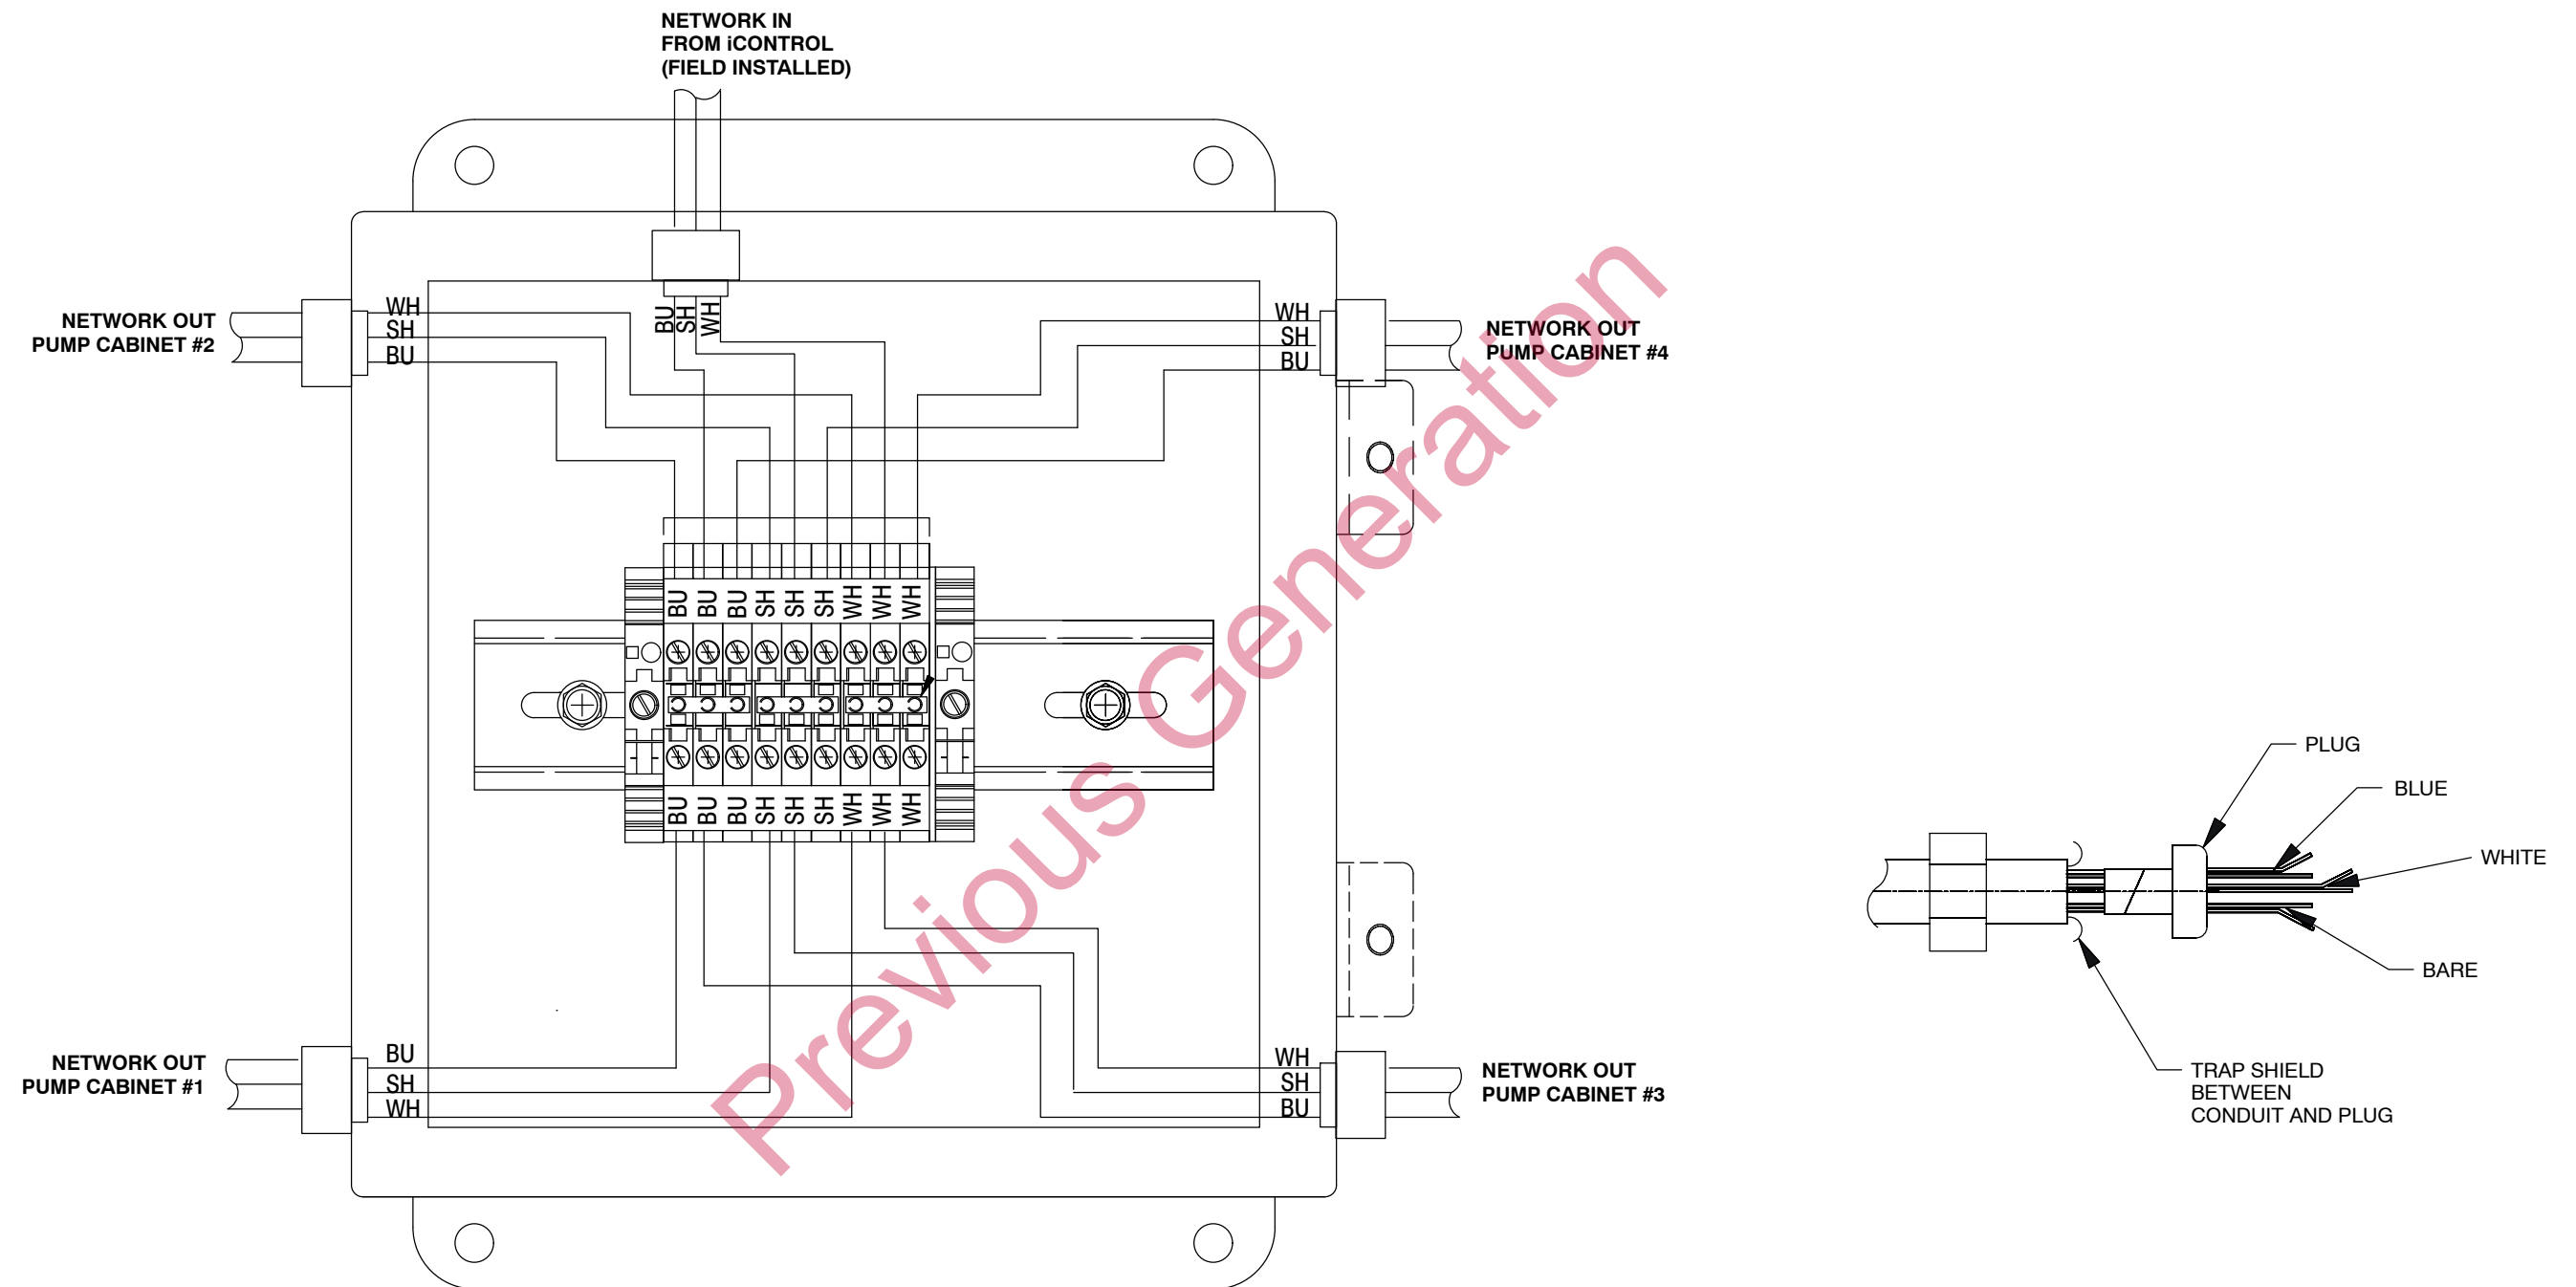 NETWORK IN
FROM iCONTROL
(FIELD INSTALLED)
NETWORK OUT
PUMP CABINET #2
WH
SH
BU
BU
SH
WH
WH
SH
BU
NETWORK OUT
PUMP CABINET #4
BU BU BU SH SH SH WH WH WH
BU BU BU SH SH SH WH WH WH
NETWORK OUT
PUMP CABINET #1
BU
SH
WH
WH
SH
BU
NETWORK OUT
PUMP CABINET #3
Previous Generation
PLUG
BLUE
WHITE
BARE
TRAP SHIELD
BETWEEN
CONDUIT AND PLUG